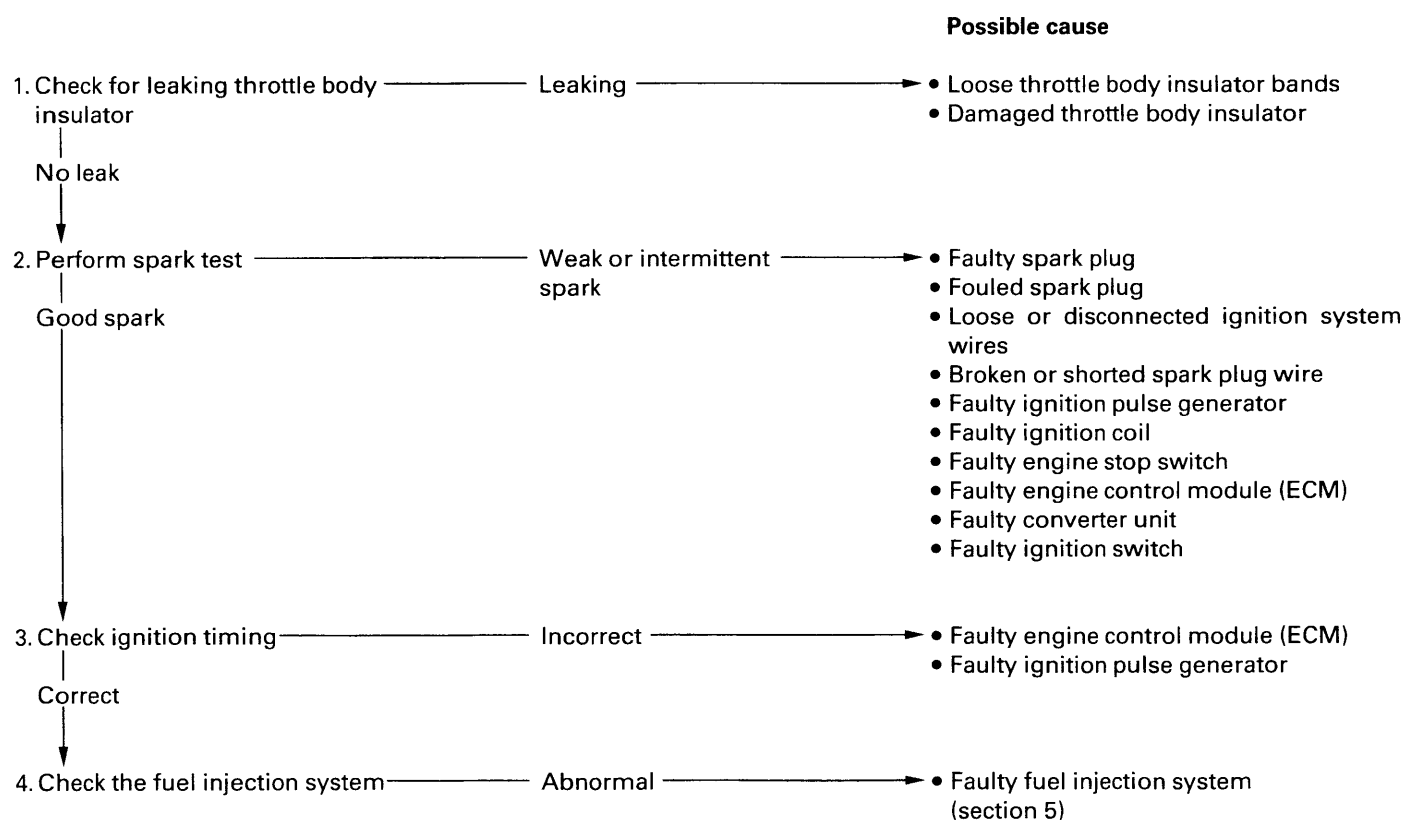 Possible cause
1. Check for leaking throttle body Leaking • Loose throttle body insulator bands
insulator • Damaged throttle body insulator
No leak
2. Perform spark test Weak or intermittent • Faulty spark plug
spark • Fouled spark plug
Good spark • Loose or disconnected ignition system
wires
• Broken or shorted spark plug wire
• Faulty ignition pulse generator
• Faulty ignition coil
• Faulty engine stop switch
• Faulty engine control module (ECM)
• Faulty converter unit
• Faulty ignition switch
3. Check ignition timing Incorrect • Faulty engine control module (ECM)
• Faulty ignition pulse generator
Correct
4. Check the fuel injection system Abnormal • Faulty fuel injection system
(section 5)